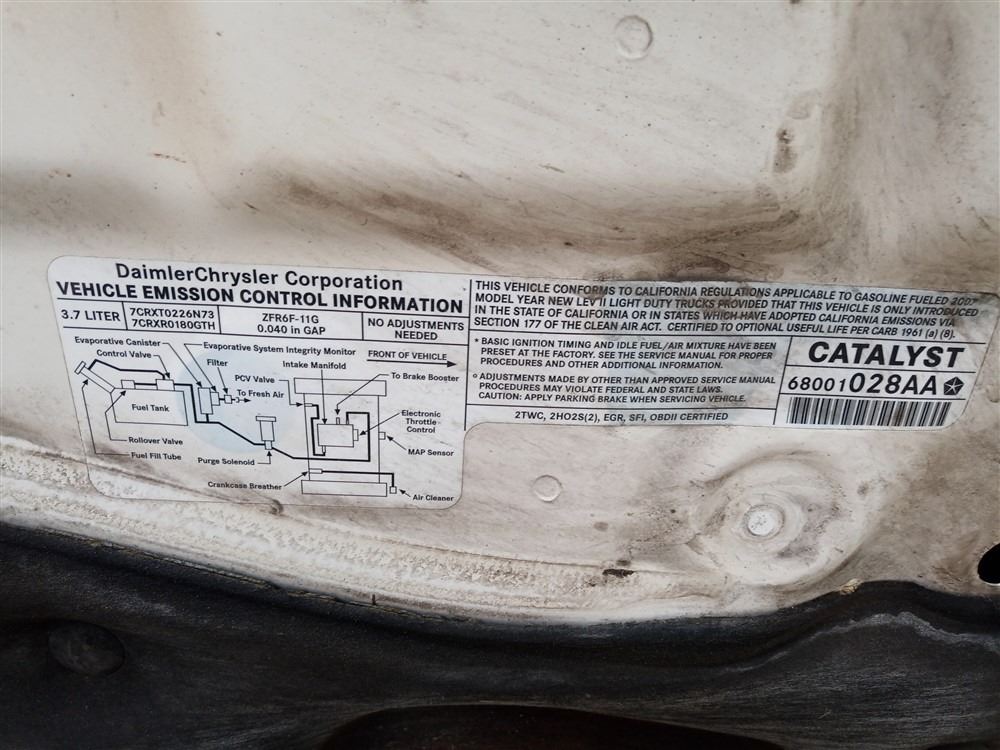 DaimlerChrysler Corporation
VEHICLE EMISSION CONTROL INFORMATION
3.7 LITER
7CRXT0226N73
7CRXR0180GTH
ZFR6F-11G
0.040 in GAP
NO ADJUSTMENTS
NEEDED
Evaporative Canister
Control Valve
Evaporative System Integrity Monitor
Filter
Intake Manifold
FRONT OF VEHICLE
PCV Valve
To Fresh Air
To Brake Booster
Fuel Tank
Electronic
Throttle
Control
Rollover Valve
Fuel Fill Tube
Purge Solenoid
MAP Sensor
Crankcase Breather
Air Cleaner
THIS VEHICLE CONFORMS TO CALIFORNIA REGULATIONS APPLICABLE TO GASOLINE FUELED 2007
MODEL YEAR NEW LEV II LIGHT DUTY TRUCKS PROVIDED THAT THIS VEHICLE IS ONLY INTRODUCED
IN THE STATE OF CALIFORNIA OR IN STATES WHICH HAVE ADOPTED CALIFORNIA EMISSIONS VIA
SECTION 177 OF THE CLEAN AIR ACT. CERTIFIED TO OPTIONAL USEFUL LIFE PER CARB 1961 (a) (8).
* BASIC IGNITION TIMING AND IDLE FUEL/AIR MIXTURE HAVE BEEN
PRESET AT THE FACTORY. SEE THE SERVICE MANUAL FOR PROPER
PROCEDURES AND OTHER ADDITIONAL INFORMATION.
o ADJUSTMENTS MADE BY OTHER THAN APPROVED SERVICE MANUAL
PROCEDURES MAY VIOLATE FEDERAL AND STATE LAWS.
CAUTION: APPLY PARKING BRAKE WHEN SERVICING VEHICLE.
2TWC, 2HO2S(2), EGR, SFI, OBDII CERTIFIED
CATALYST
68001028AA